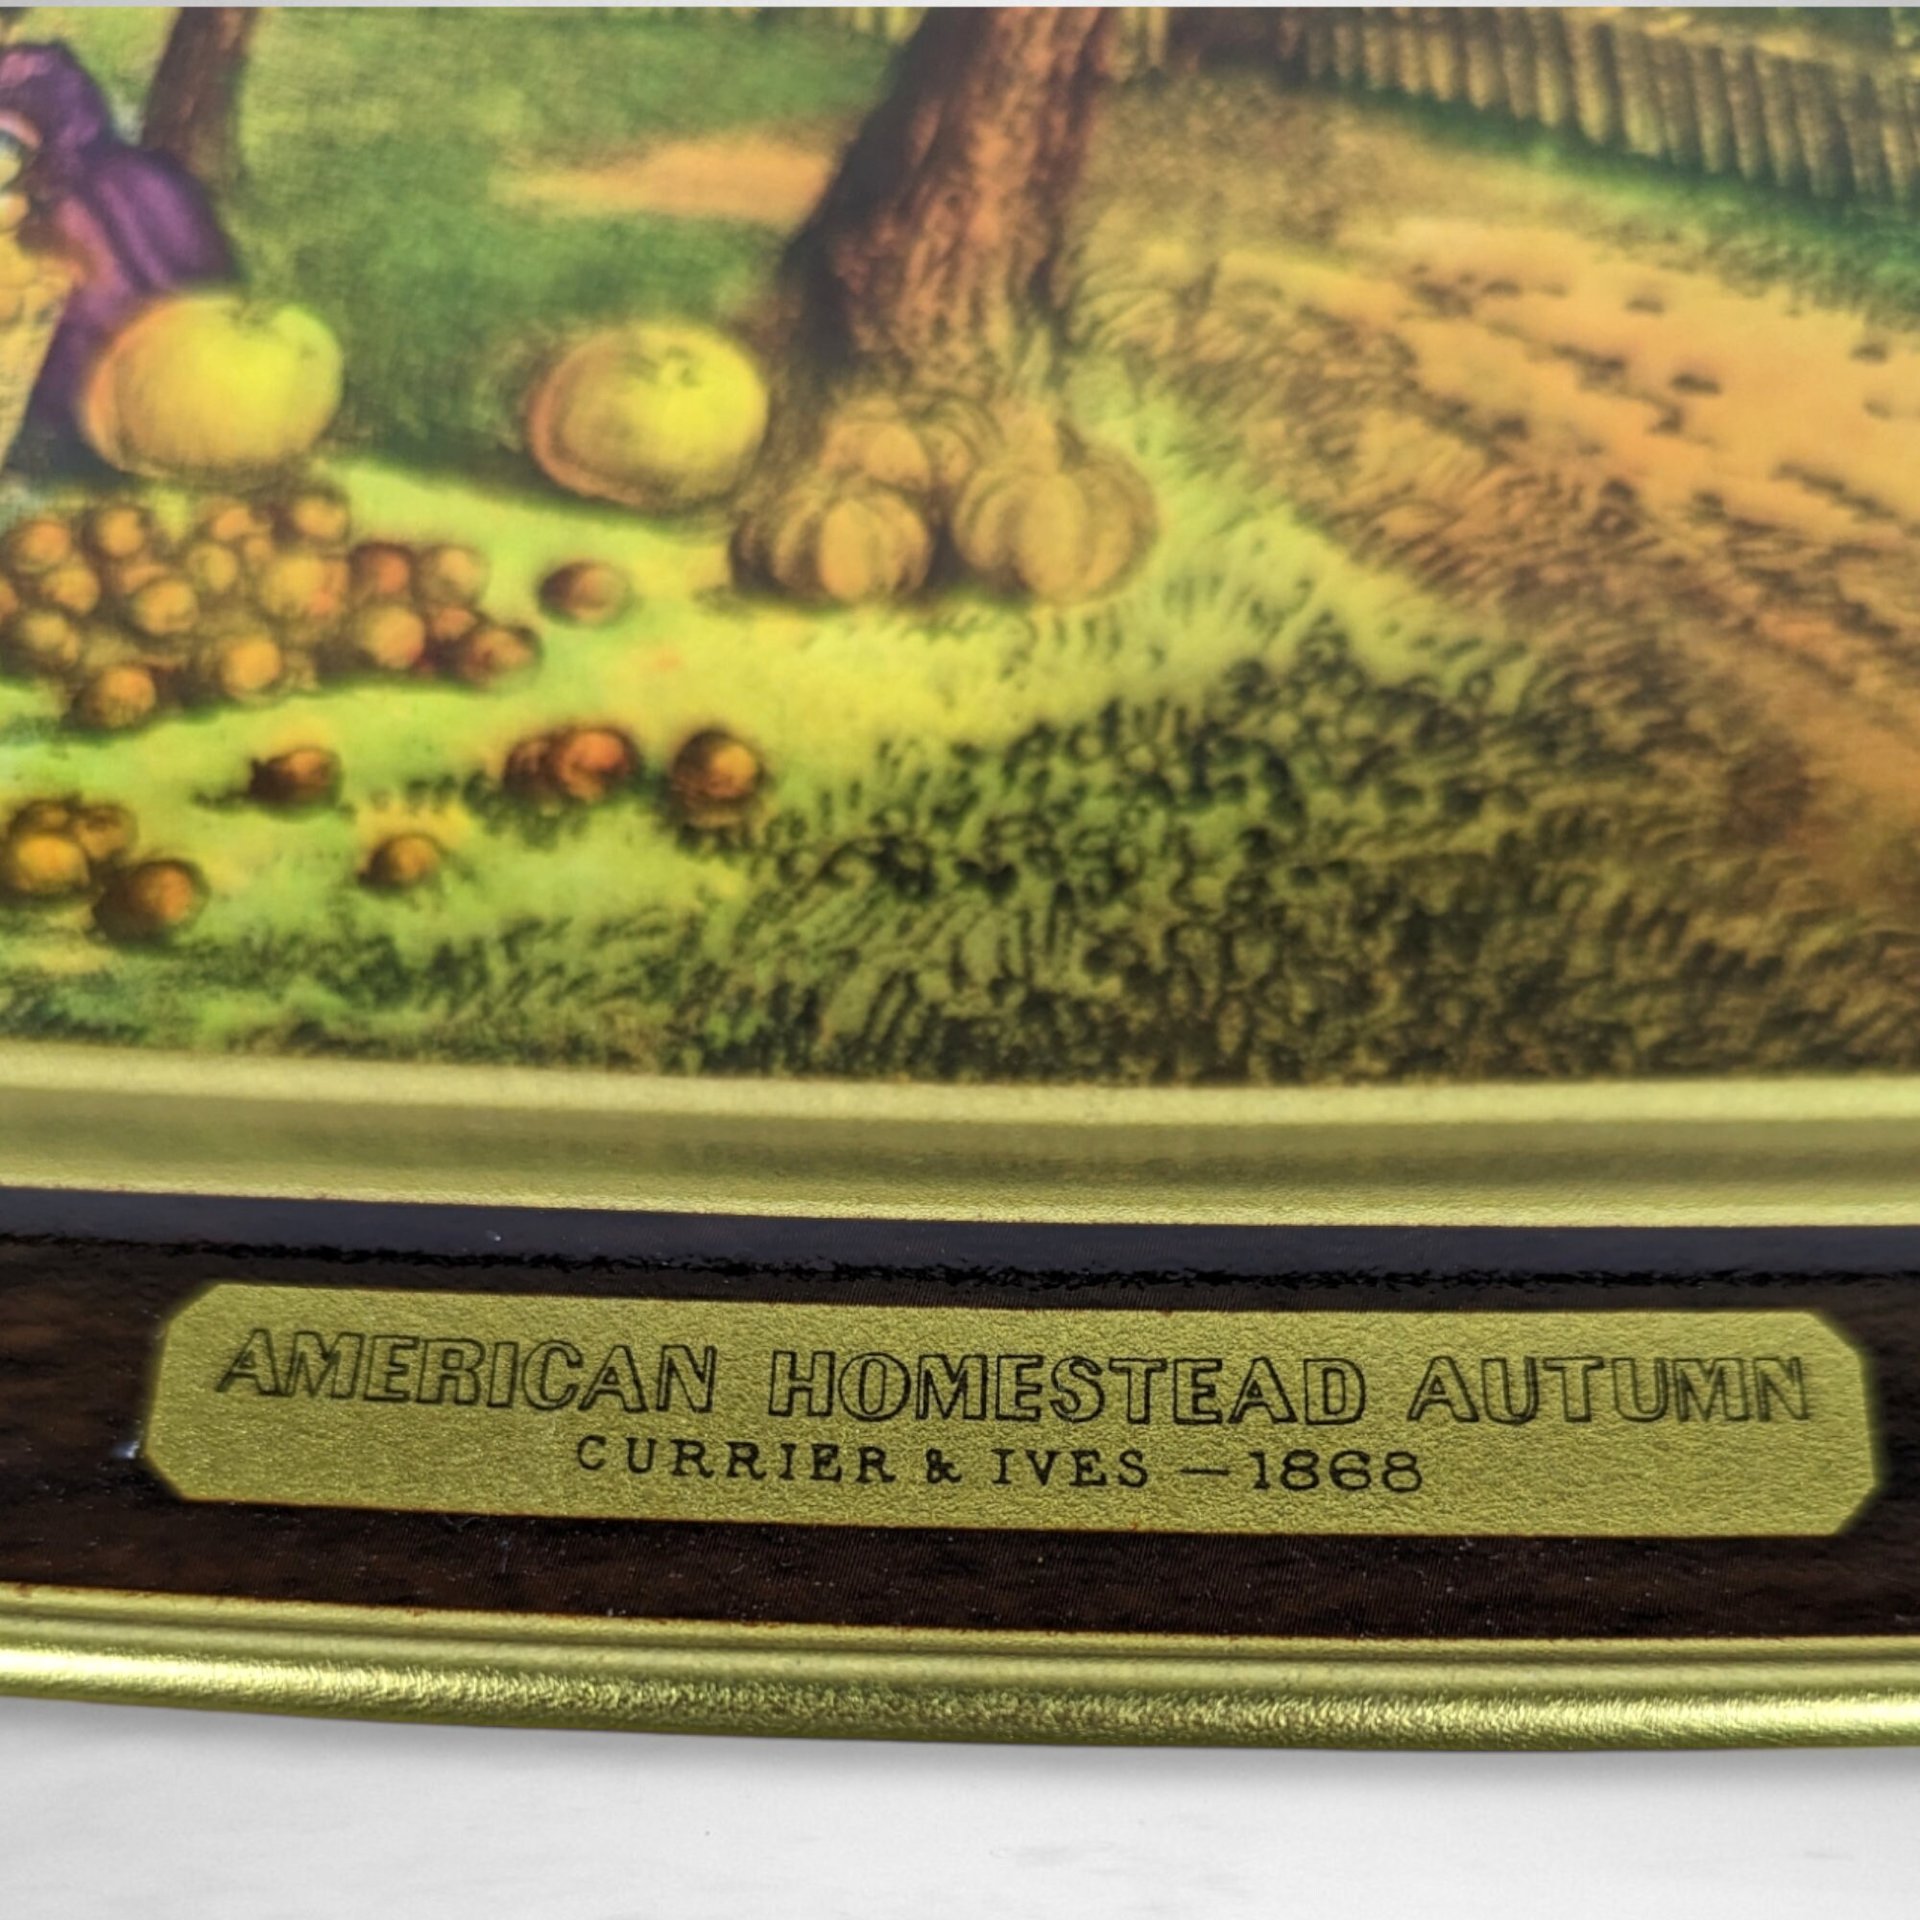 AMERICAN HOMESTEAD AUTUMN
CURRIER & IVES — 1868